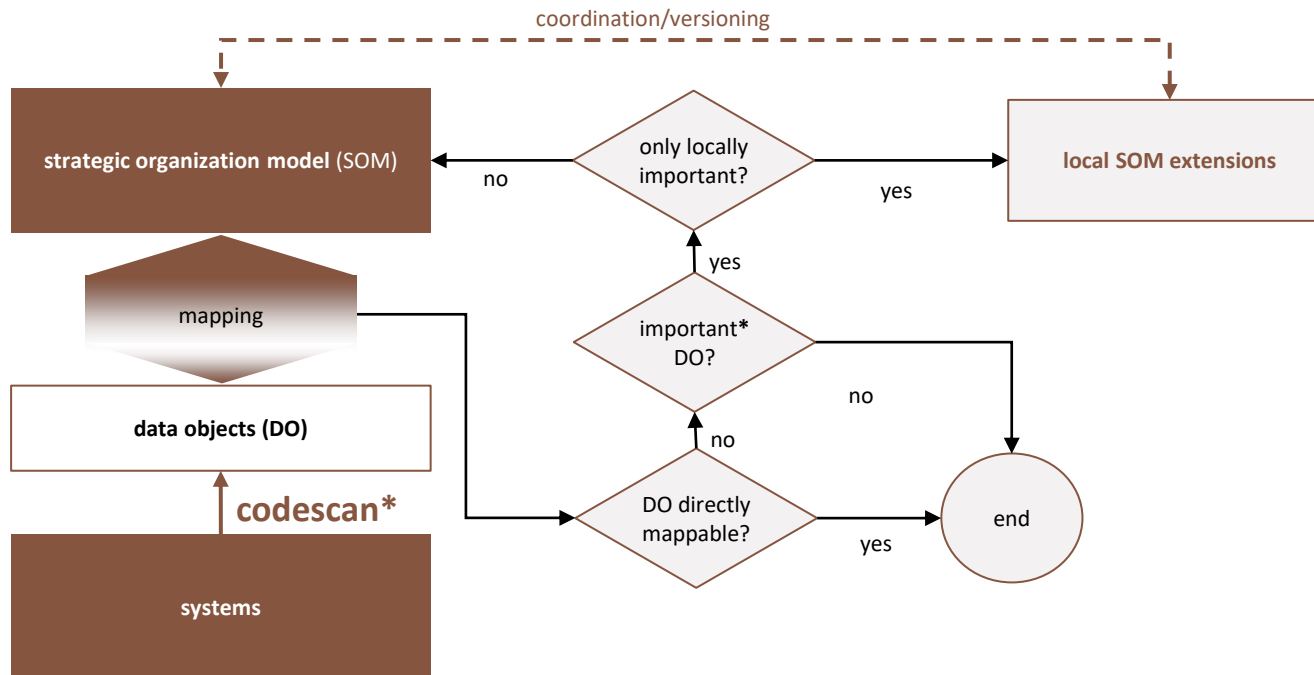 coordination/versioning
strategic organization model (SOM)
only locally
important?
local SOM extensions
no
yes
yes
mapping
important*
DO?
no
data objects (DO)
no
codescan*
DO directly
mappable?
yes
end
systems